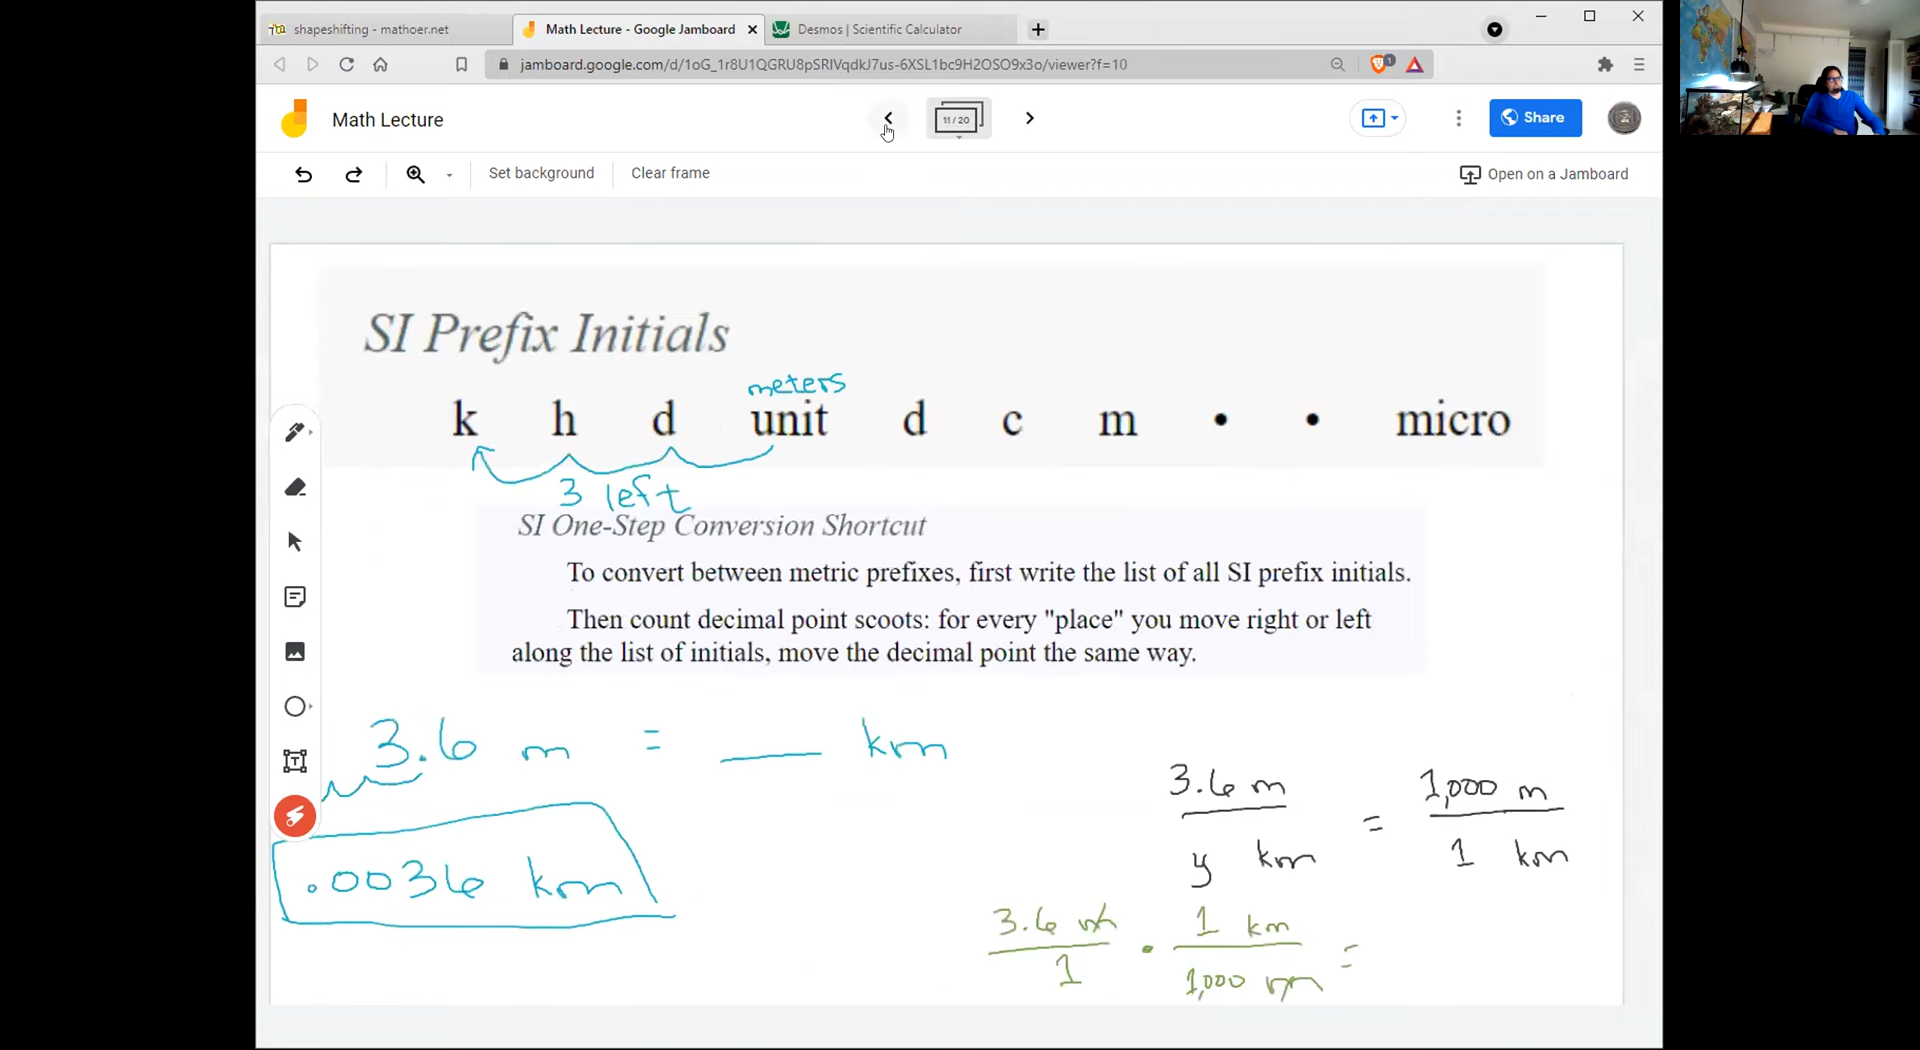 shapeshifting - mathoer.net
Math Lecture - Google Jamboard
Desmos | Scientific Calculator
jamboard.google.com/d/1oG_1r8U1QGRU8pSRIVqdkJ7us-6XSL1bc9H2OSO9x3o/viewer?f=10
1
Math Lecture
11 / 20
Share
Set background
Clear frame
Open on a Jamboard
SI Prefix Initials
meters
k h d unit d c m • • micro
3 left
SI One-Step Conversion Shortcut
To convert between metric prefixes, first write the list of all SI prefix initials.
Then count decimal point scoots: for every "place" you move right or left
along the list of initials, move the decimal point the same way.
3.6 m = ___ km
.0036 km
3.6 m = 1,000 m
y km 1 km
3.6 m • 1 km =
1 1,000 m